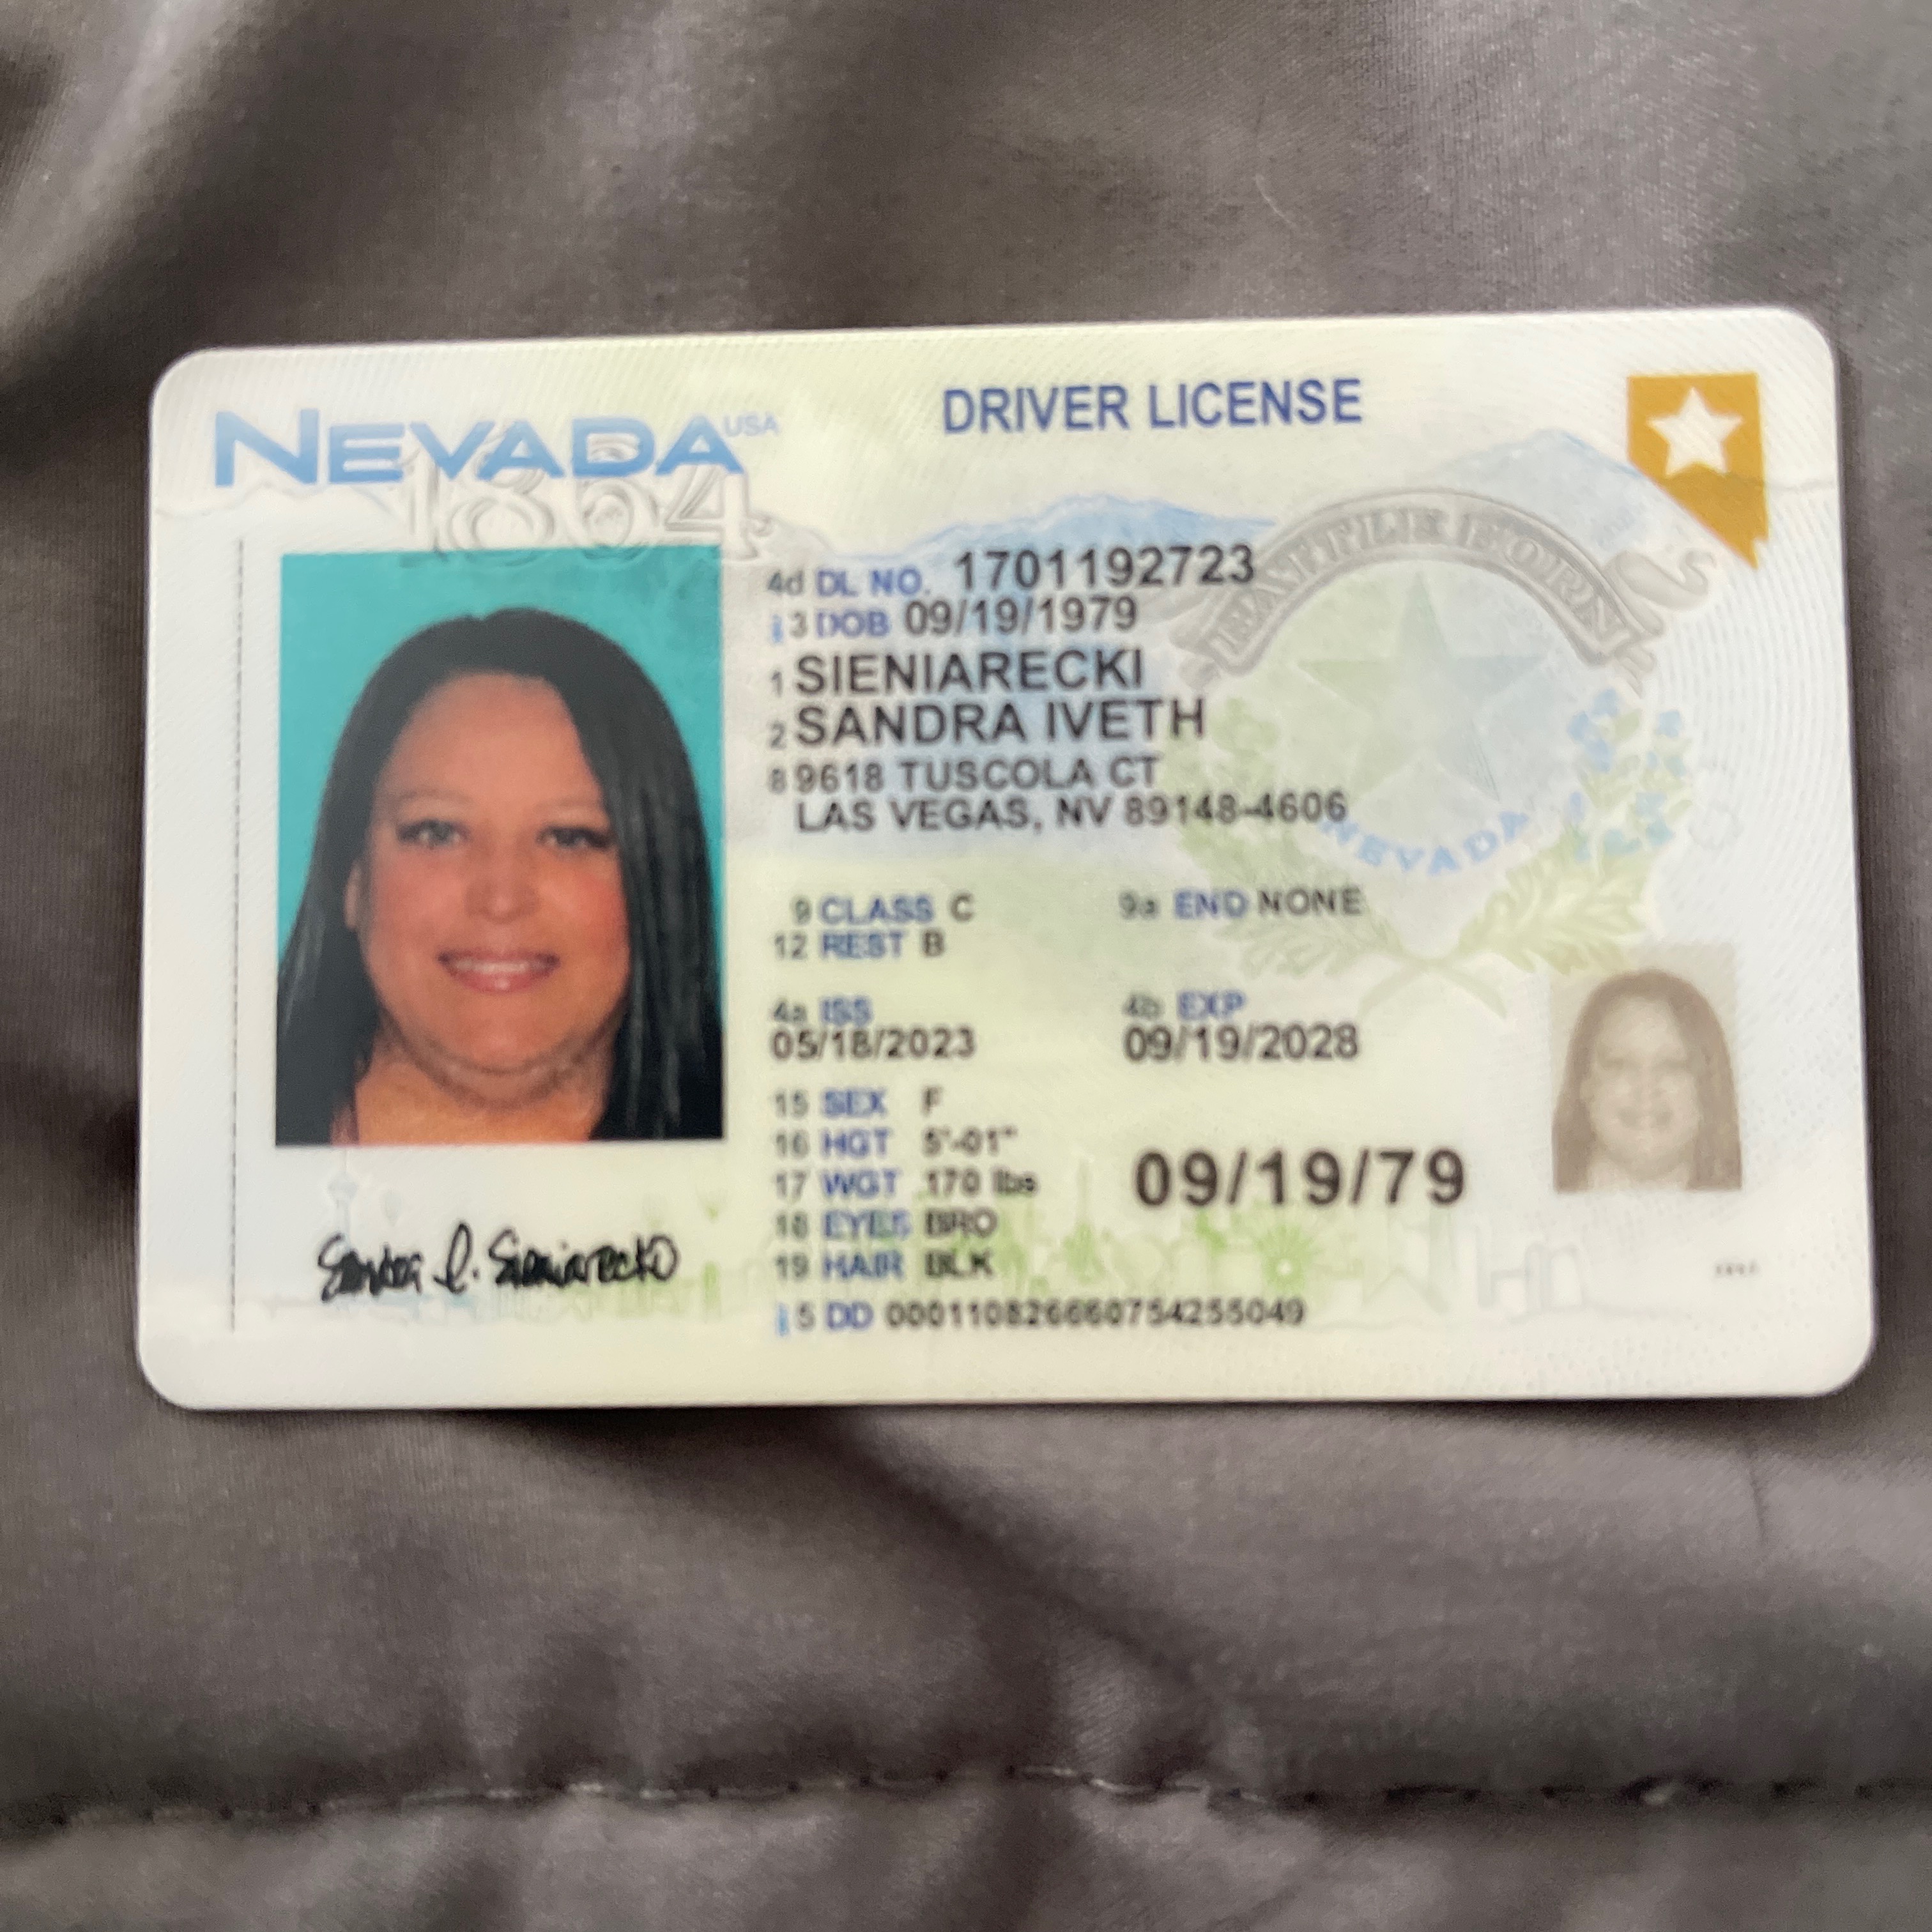 NEVADA USA
DRIVER LICENSE
1864
BATTLE BORN
4d DL NO. 1701192723
3 DOB 09/19/1979
1 SIENIARECKI
2 SANDRA IVETH
8 9618 TUSCOLA CT
LAS VEGAS, NV 89148-4606
NEVADA
9 CLASS C
9a END NONE
12 REST B
4a ISS
05/18/2023
4b EXP
09/19/2028
15 SEX F
16 HGT 5'-01"
17 WGT 170 lbs
18 EYES BRO
19 HAIR BLK
09/19/79
5 DD 0001108266607542550​49
Sandra I. Sieniarecki